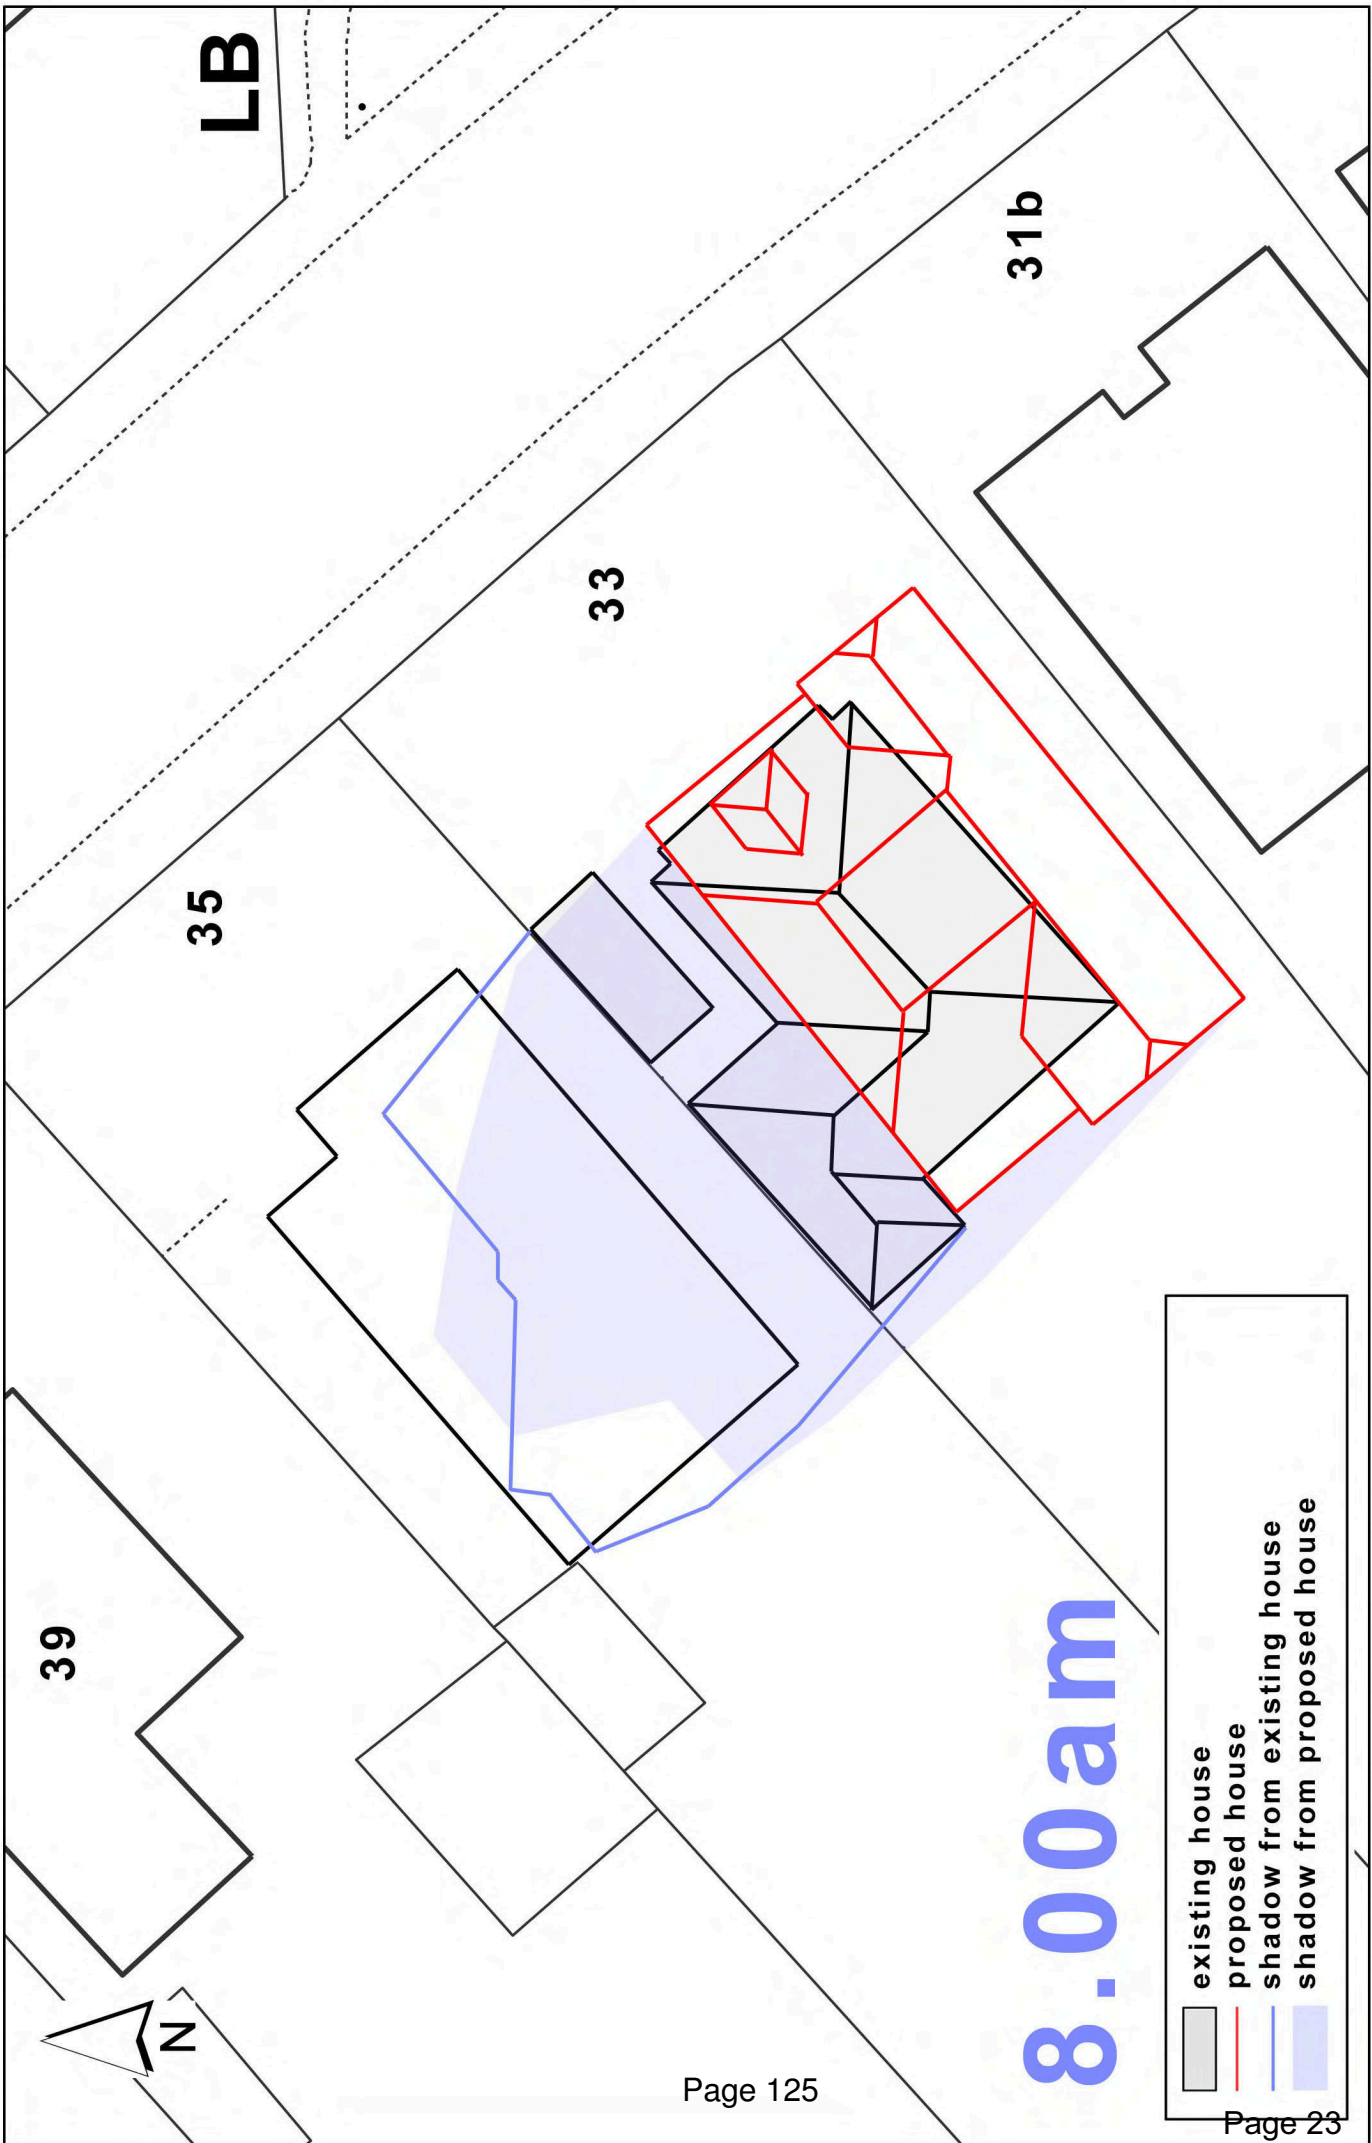 LB
31b
33
35
39
N
8.00am
existing house
proposed house
shadow from existing house
shadow from proposed house
Page 125
Page 23